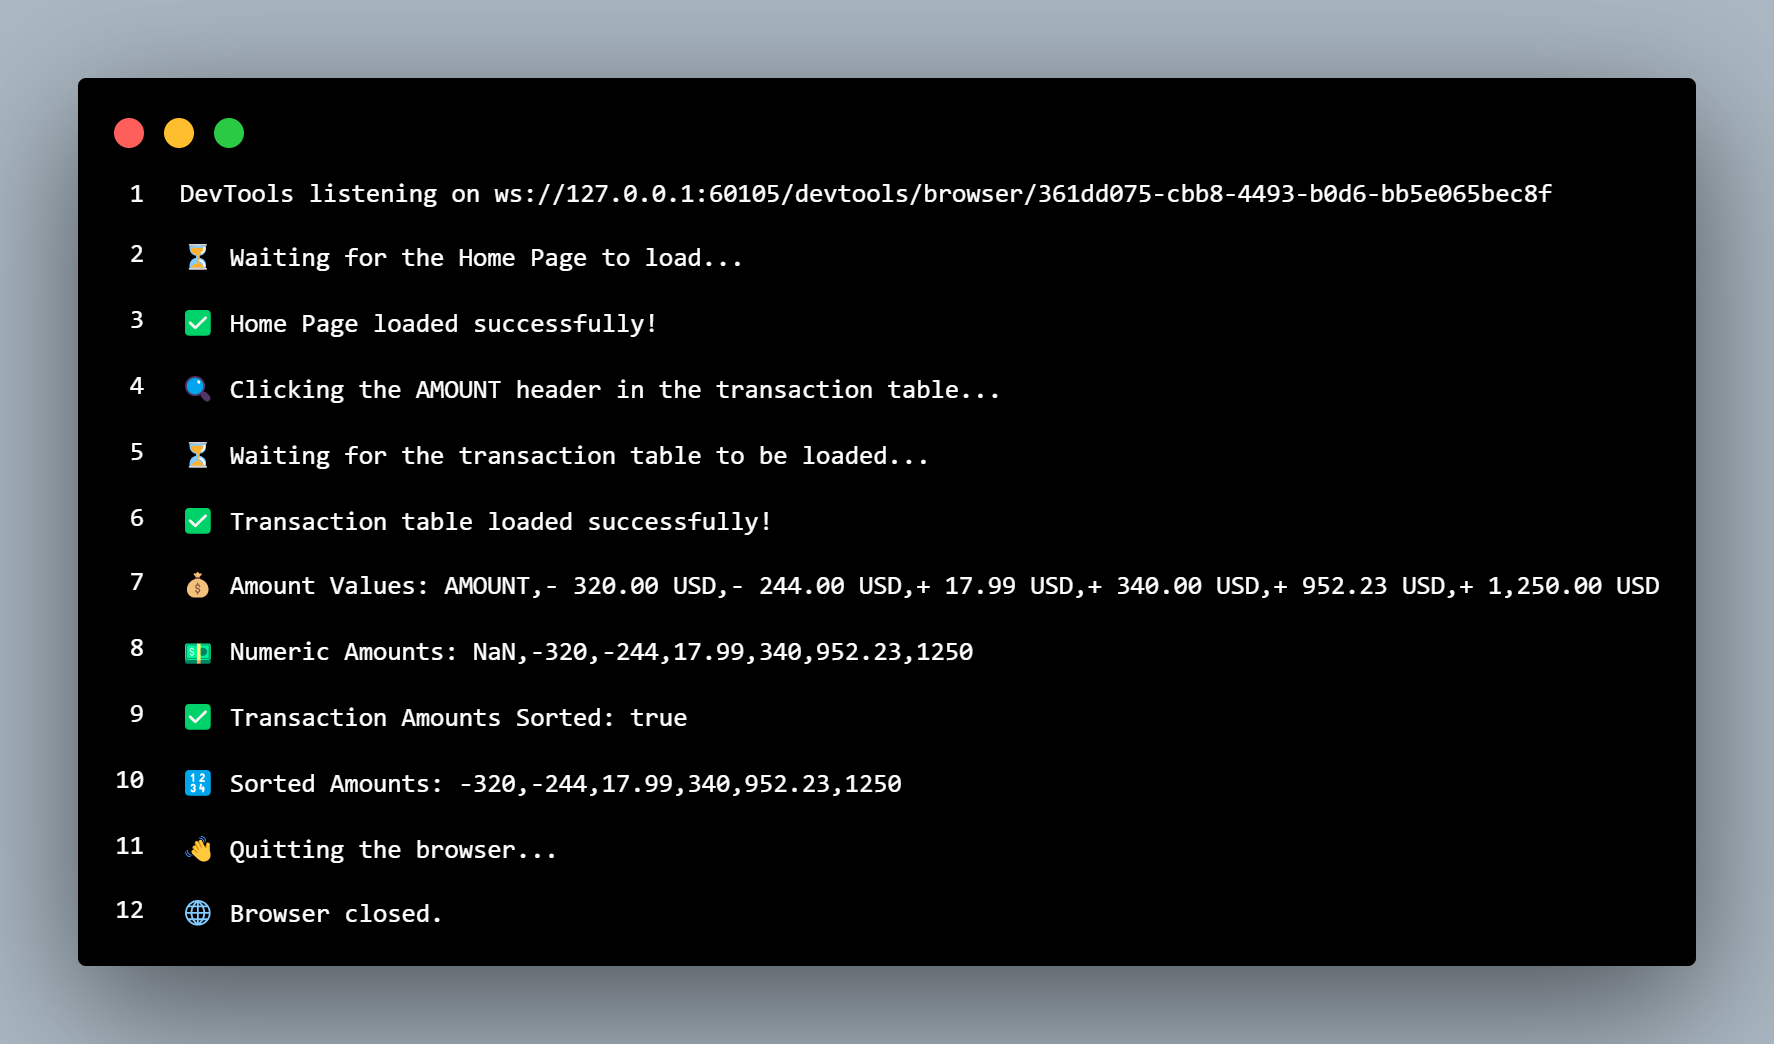 1 DevTools listening on ws://127.0.0.1:60105/devtools/browser/361dd075-cbb8-4493-b0d6-bb5e065bec8f
2 ⏳ Waiting for the Home Page to load...
3 ✅ Home Page loaded successfully!
4 🔍 Clicking the AMOUNT header in the transaction table...
5 ⏳ Waiting for the transaction table to be loaded...
6 ✅ Transaction table loaded successfully!
7 💰 Amount Values: AMOUNT,- 320.00 USD,- 244.00 USD,+ 17.99 USD,+ 340.00 USD,+ 952.23 USD,+ 1,250.00 USD
8 💵 Numeric Amounts: NaN,-320,-244,17.99,340,952.23,1250
9 ✅ Transaction Amounts Sorted: true
10 🔢 Sorted Amounts: -320,-244,17.99,340,952.23,1250
11 👋 Quitting the browser...
12 🌐 Browser closed.